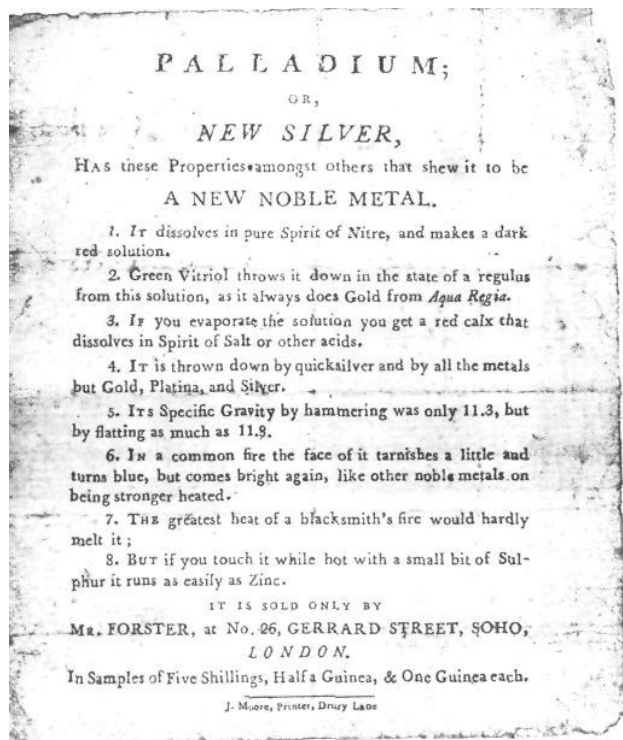 PALLADIUM;
OR,
NEW SILVER,
HAS these Properties amongst others that shew it to be
A NEW NOBLE METAL.
1. IT dissolves in pure Spirit of Nitre, and makes a dark
red solution.
2. Green Vitriol throws it down in the state of a regulus
from this solution, as it always does Gold from Aqua Regia.
3. IF you evaporate the solution you get a red calx that
dissolves in Spirit of Salt or other acids.
4. IT is thrown down by quicksilver and by all the metals
but Gold, Platina, and Silver.
5. ITS Specific Gravity by hammering was only 11.3, but
by flatting as much as 11.8.
6. IN a common fire the face of it tarnishes a little and
turns blue, but comes bright again, like other noble metals on
being stronger heated.
7. THE greatest heat of a blacksmith's fire would hardly
melt it;
8. BUT if you touch it while hot with a small bit of Sul-
phur it runs as easily as Zinc.
IT IS SOLD ONLY BY
MR. FORSTER, at No. 26, GERRARD STREET, SOHO,
LONDON.
In Samples of Five Shillings, Half a Guinea, & One Guinea each.
J. Moore, Printer, Drury Lane